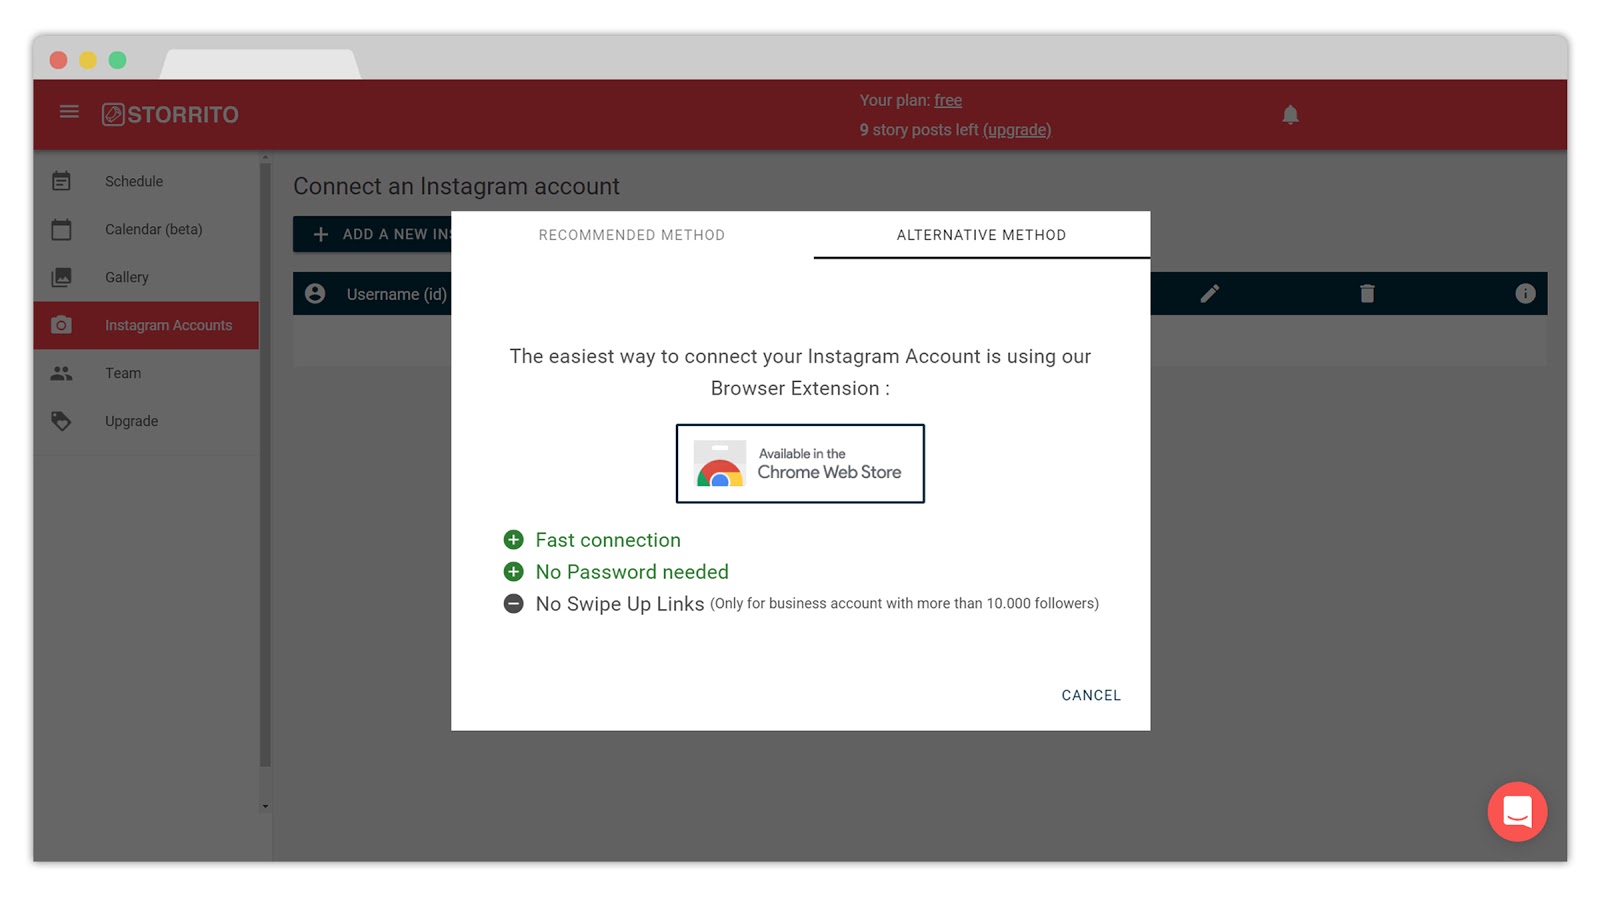 STORRITO
Your plan: free
9 story posts left (upgrade)
Schedule
Calendar (beta)
Gallery
Instagram Accounts
Team
Upgrade
Connect an Instagram account
ADD A NEW INS
Username (id)
RECOMMENDED METHOD
ALTERNATIVE METHOD
The easiest way to connect your Instagram Account is using our
Browser Extension :
Available in the
Chrome Web Store
Fast connection
No Password needed
No Swipe Up Links (Only for business account with more than 10.000 followers)
CANCEL